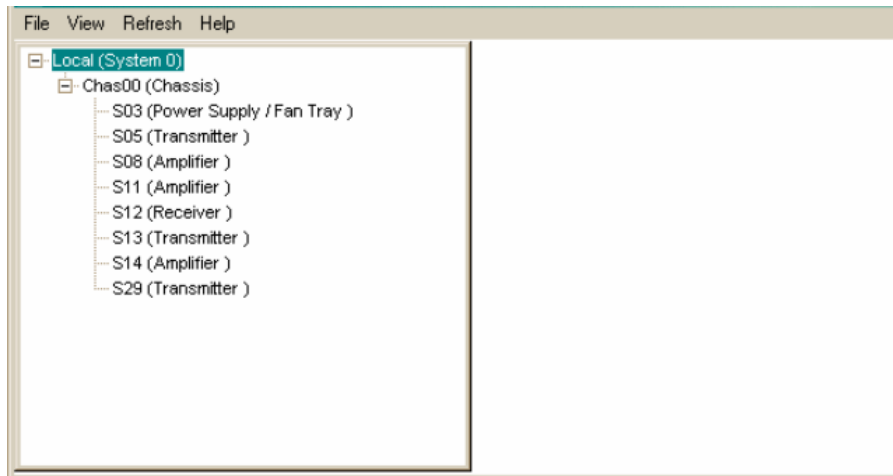 File View Refresh Help
Local (System 0)
Chas00 (Chassis)
S03 (Power Supply / Fan Tray )
S05 (Transmitter )
S08 (Amplifier )
S11 (Amplifier )
S12 (Receiver )
S13 (Transmitter )
S14 (Amplifier )
S29 (Transmitter )